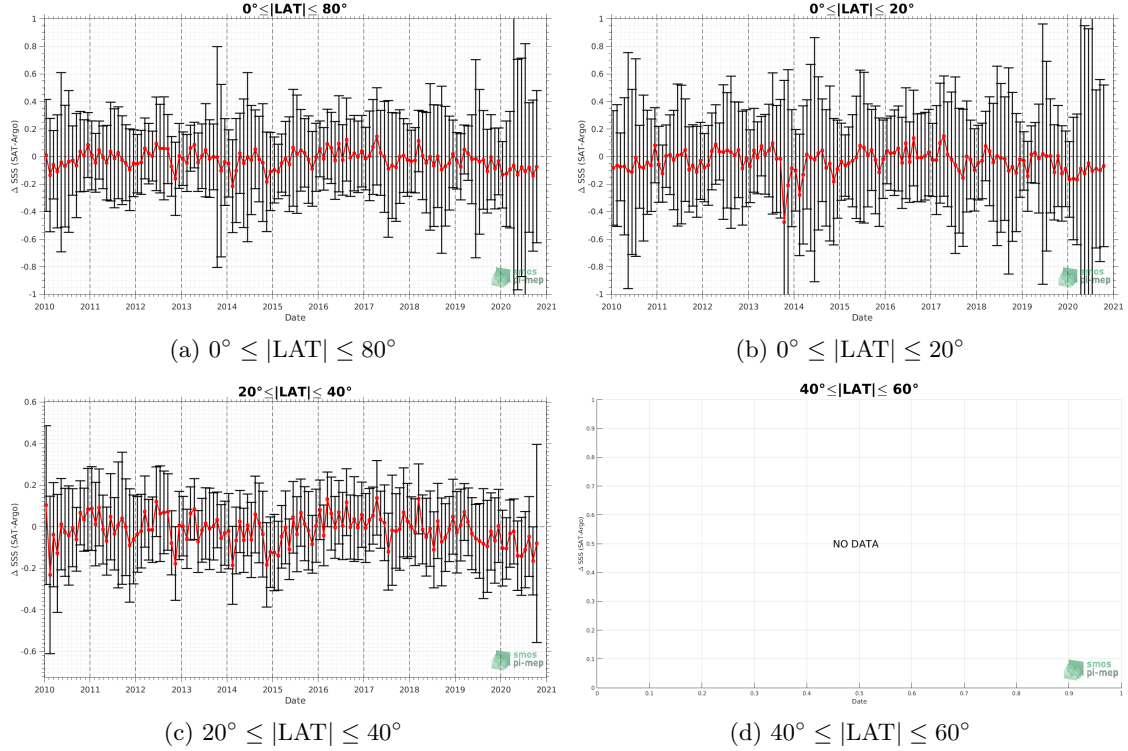 0°≤|LAT|≤ 80°
1
0.8
0.6
0.4
0.2
0
-0.2
-0.4
-0.6
-0.8
-1
Δ SSS (SAT-Argo)
2010 2011 2012 2013 2014 2015 2016 2017 2018 2019 2020 2021
Date
smos
pi-mep
(a) 0° ≤ |LAT| ≤ 80°
0°≤|LAT|≤ 20°
1
0.8
0.6
0.4
0.2
0
-0.2
-0.4
-0.6
-0.8
-1
Δ SSS (SAT-Argo)
2010 2011 2012 2013 2014 2015 2016 2017 2018 2019 2020 2021
Date
smos
pi-mep
(b) 0° ≤ |LAT| ≤ 20°
20°≤|LAT|≤ 40°
0.6
0.4
0.2
0
-0.2
-0.4
-0.6
Δ SSS (SAT-Argo)
2010 2011 2012 2013 2014 2015 2016 2017 2018 2019 2020 2021
Date
smos
pi-mep
(c) 20° ≤ |LAT| ≤ 40°
40°≤|LAT|≤ 60°
1
0.9
0.8
0.7
0.6
0.5
0.4
0.3
0.2
0.1
0
Δ SSS (SAT-Argo)
NO DATA
0 0.1 0.2 0.3 0.4 0.5 0.6 0.7 0.8 0.9 1
Date
smos
pi-mep
(d) 40° ≤ |LAT| ≤ 60°